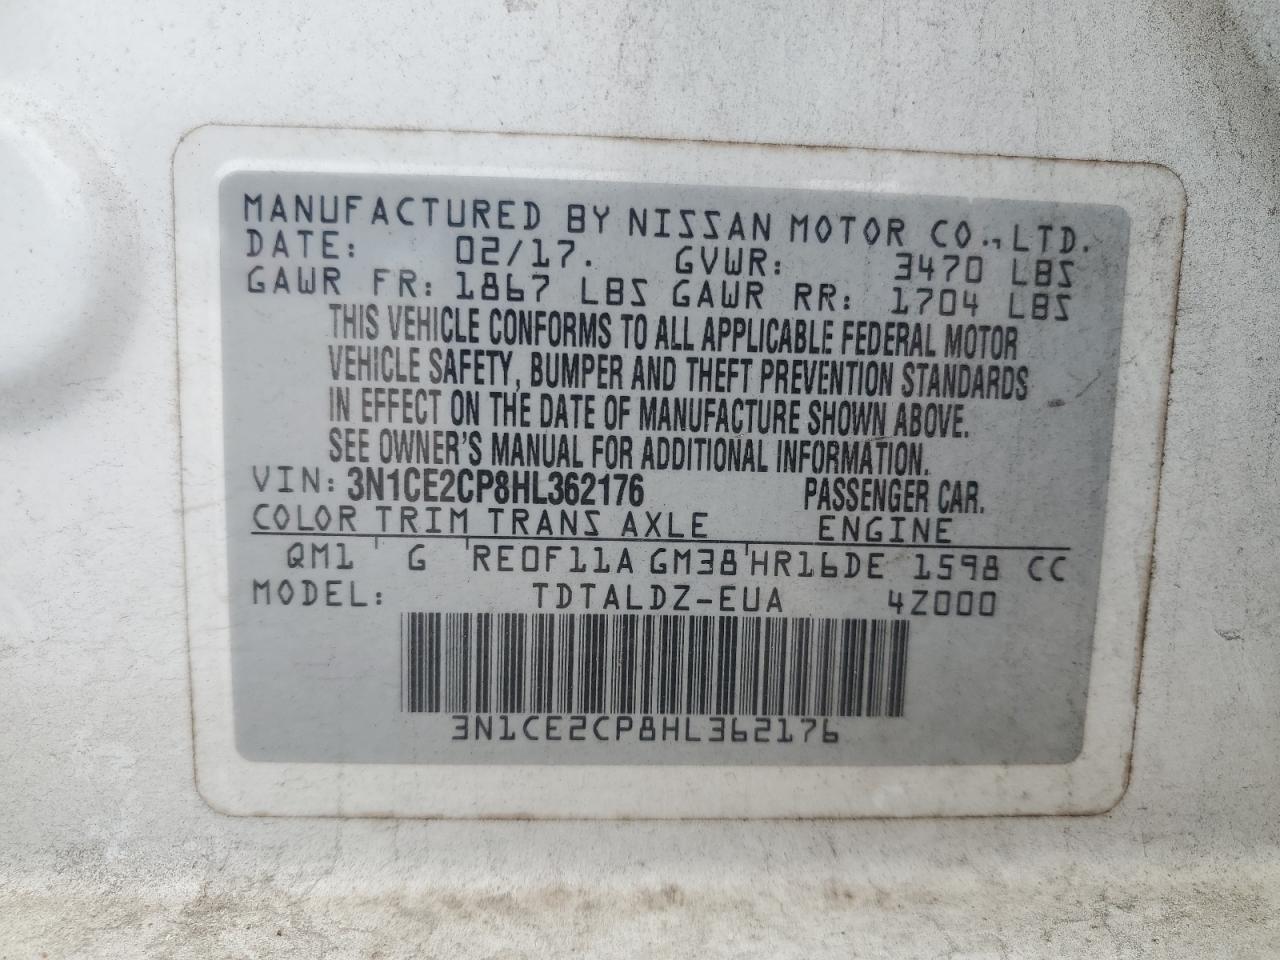 MANUFACTURED BY NISSAN MOTOR CO., LTD.
DATE: 02/17. GVWR: 3470 LBS
GAWR FR: 1867 LBS GAWR RR: 1704 LBS
THIS VEHICLE CONFORMS TO ALL APPLICABLE FEDERAL MOTOR
VEHICLE SAFETY, BUMPER AND THEFT PREVENTION STANDARDS
IN EFFECT ON THE DATE OF MANUFACTURE SHOWN ABOVE.
SEE OWNER'S MANUAL FOR ADDITIONAL INFORMATION.
VIN: 3N1CE2CP8HL362176 PASSENGER CAR.
COLOR TRIM TRANS AXLE ENGINE
QM1 G RE0F11A GM38 HR16DE 1598 CC
MODEL: TDTALDZ-EUA 4Z000
3N1CE2CP8HL362176